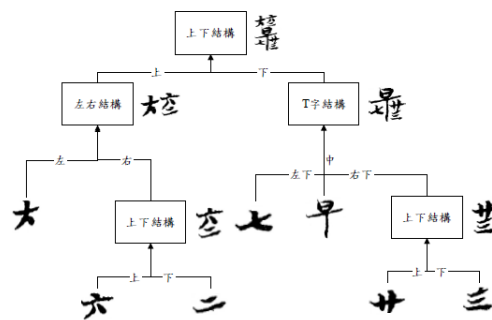 上下結構
上 下
左右結構
T字結構
左 右
左下 中 右下
大
上下結構
七 早
上下結構
上 下
上 下
六 二
廿 三